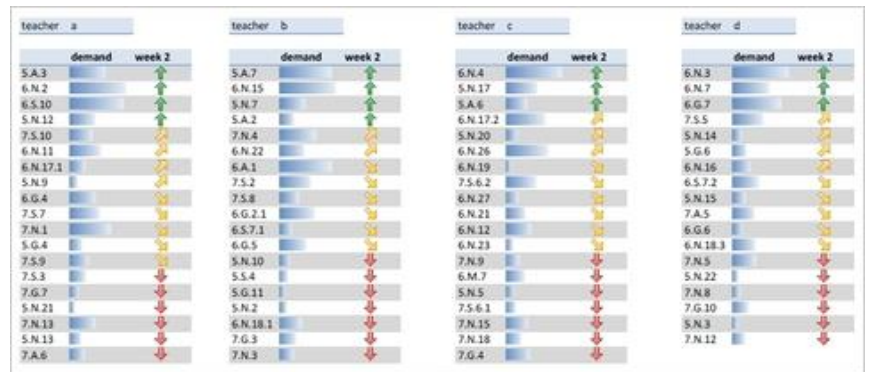 teacher a
demand week 2
5.A.3
6.N.2
6.S.10
5.N.12
7.S.10
6.N.11
6.N.17.1
5.N.9
6.G.4
7.S.7
7.N.1
5.G.4
7.S.9
7.S.3
7.G.7
5.N.21
7.N.13
5.N.13
7.A.6
teacher b
demand week 2
5.A.7
6.N.15
5.N.7
5.A.2
7.N.4
6.N.22
6.A.1
7.S.2
7.S.8
6.G.2.1
6.S.7.1
6.G.5
5.N.10
5.S.4
5.G.11
5.N.2
6.N.18.1
7.G.3
7.N.3
teacher c
demand week 2
6.N.4
5.N.17
5.A.6
6.N.17.2
5.N.20
6.N.26
6.N.19
7.S.6.2
6.N.27
6.N.21
6.N.12
6.N.23
7.N.9
6.M.7
5.N.5
7.S.6.1
7.N.15
7.N.18
7.G.4
teacher d
demand week 2
6.N.3
6.N.7
6.G.7
7.S.5
5.N.14
5.G.6
6.N.16
6.S.7.2
5.N.15
7.A.5
6.G.6
6.N.18.3
7.N.5
5.N.22
7.N.8
7.G.10
5.N.3
7.N.12